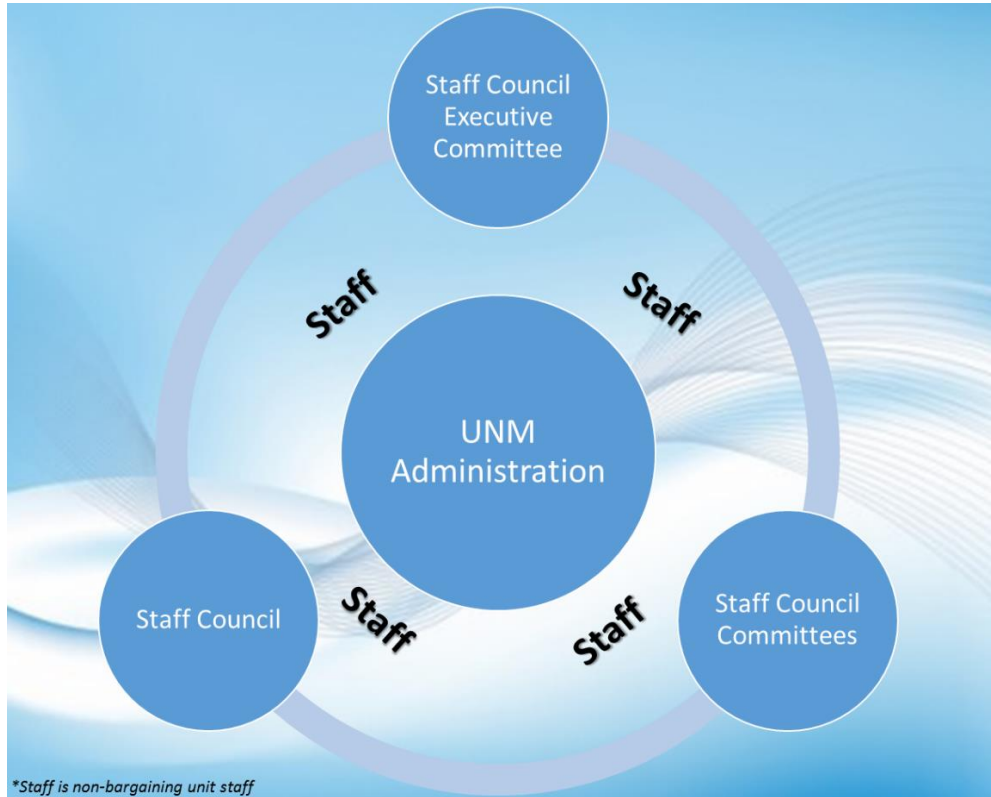 Staff Council
Executive
Committee
Staff
Staff
UNM
Administration
Staff Council
Staff
Staff
Staff Council
Committees
*Staff is non-bargaining unit staff